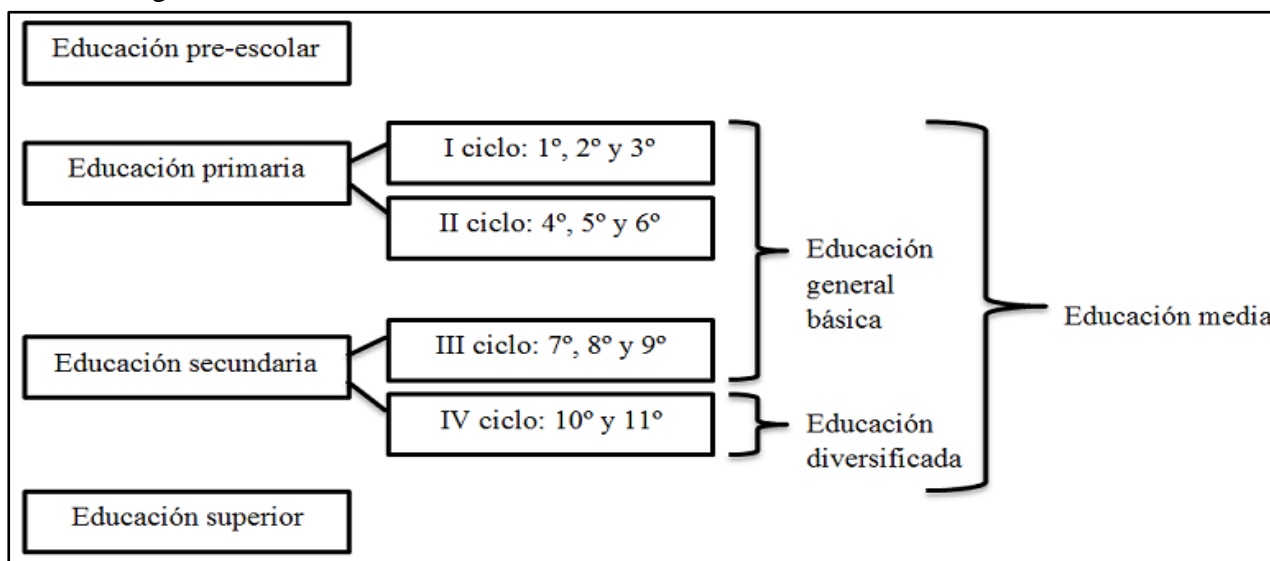 Educación pre-escolar
Educación primaria
I ciclo: 1º, 2º y 3º
II ciclo: 4º, 5º y 6º
Educación
general
básica
Educación media
Educación secundaria
III ciclo: 7º, 8º y 9º
IV ciclo: 10º y 11º
Educación
diversificada
Educación superior